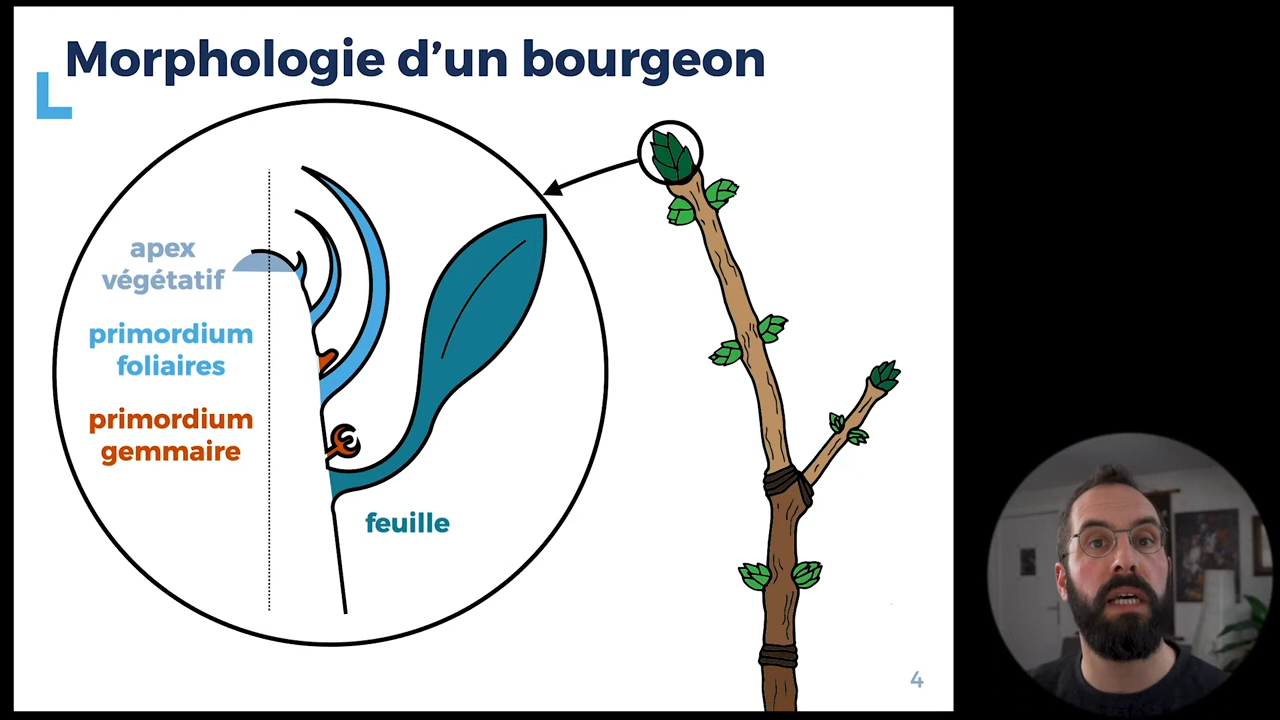 Morphologie d’un bourgeon
apex
végétatif
primordium
foliaires
primordium
gemmaire
feuille
4